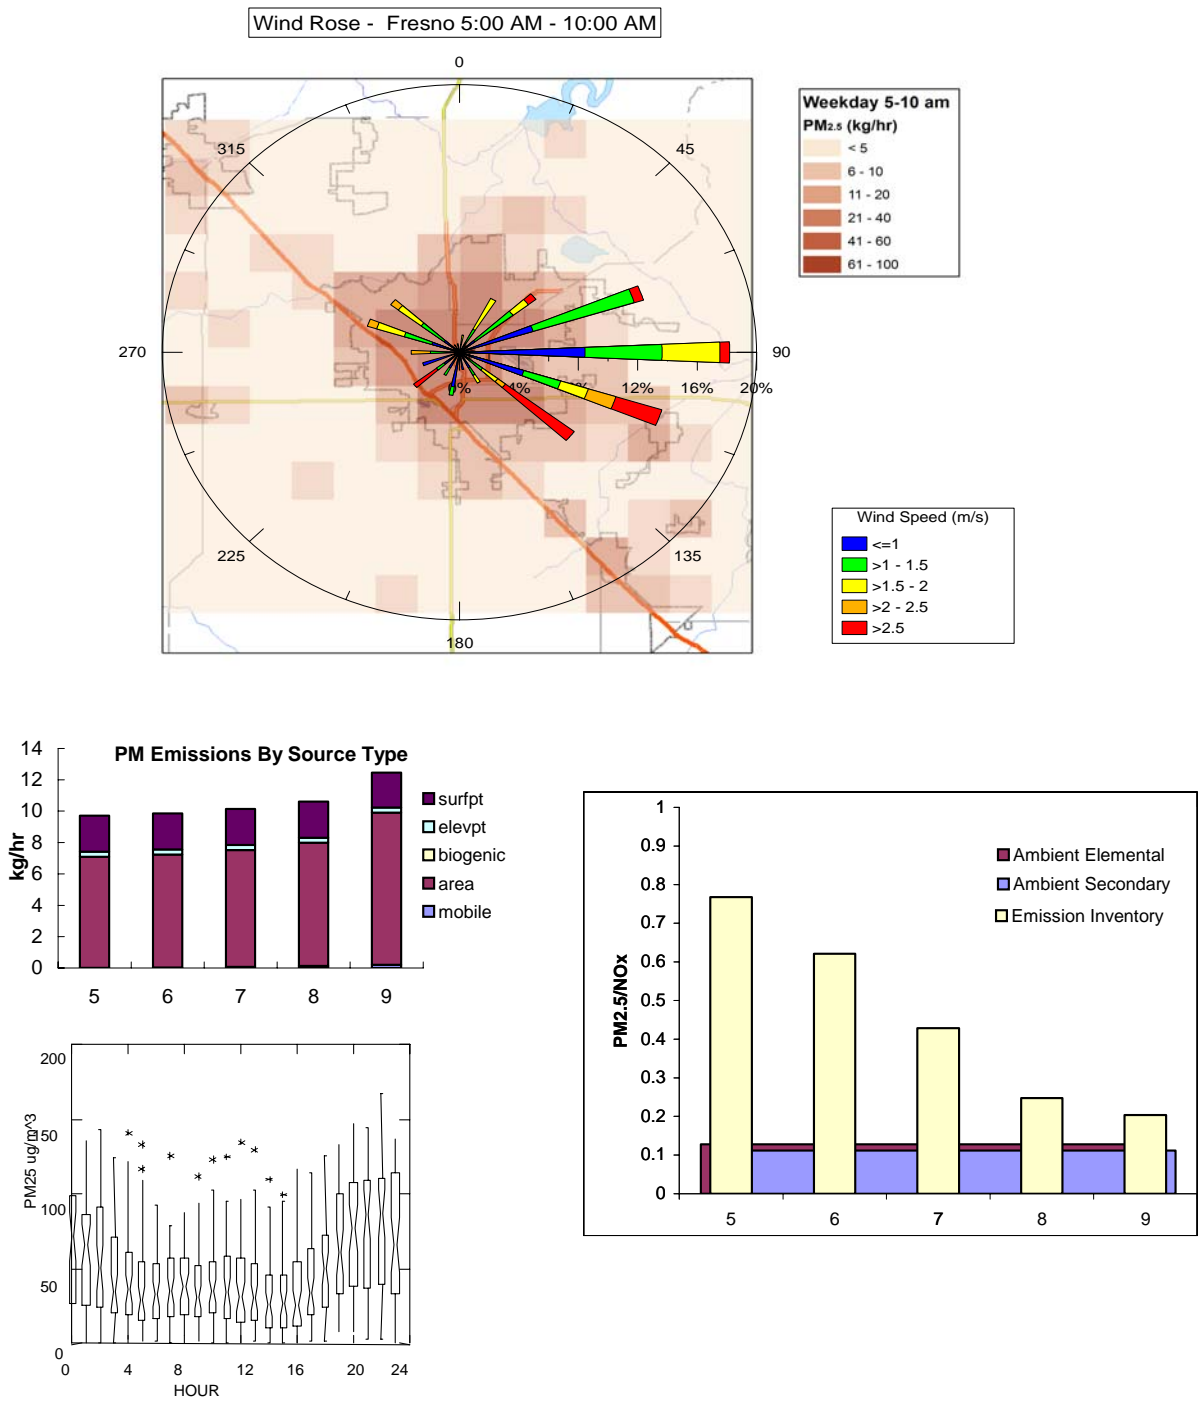 Wind Rose -  Fresno 5:00 AM - 10:00 AM
0
315
45
270
90
0% 4% 12% 16% 20%
225
135
180
Weekday 5-10 am
PM2.5 (kg/hr)
< 5
6 - 10
11 - 20
21 - 40
41 - 60
61 - 100
Wind Speed (m/s)
<=1
>1 - 1.5
>1.5 - 2
>2 - 2.5
>2.5
PM Emissions By Source Type
kg/hr
14
12
10
8
6
4
2
0
5 6 7 8 9
surfpt
elevpt
biogenic
area
mobile
PM2.5/NOx
1
0.9
0.8
0.7
0.6
0.5
0.4
0.3
0.2
0.1
0
5 6 7 8 9
Ambient Elemental
Ambient Secondary
Emission Inventory
PM25 ug/m^3
200
150
100
50
0
0 4 8 12 16 20 24
HOUR